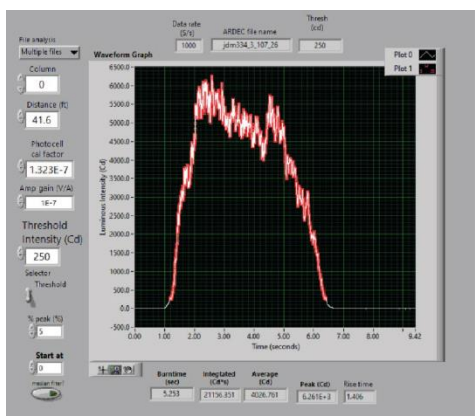 Data rate
(S/s)
1000
ARDEC file name
jdm334_3_107_26
Thresh
(cd)
250
File analysis
Multiple files
Column
0
Distance (ft)
41.6
Photocell
cal factor
1.323E-7
Amp gain (V/A)
1E-7
Threshold
Intensity (Cd)
250
Selector
Threshold
% peak (%)
5
Start at
0
median filter?
Waveform Graph
Plot 0
Plot 1
Luminous Intensity (Cd)
6500.0
6000.0
5500.0
5000.0
4500.0
4000.0
3500.0
3000.0
2500.0
2000.0
1500.0
1000.0
500.0
0.0
-500.0
0.00 1.00 2.00 3.00 4.00 5.00 6.00 7.00 8.00 9.42
Time (seconds)
Burntime
(sec)
5.253
Integtated
(Cd*s)
21156.351
Average
(Cd)
4026.761
Peak (Cd)
6.261E+3
Rise time
1.406